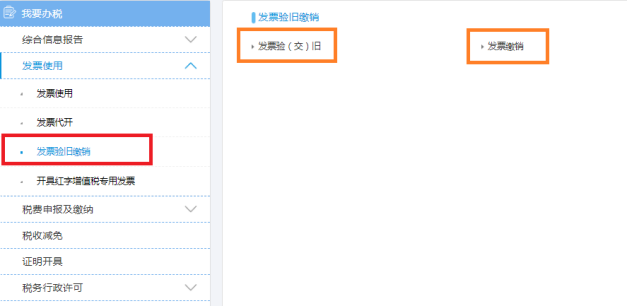 我要办税
综合信息报告
发票使用
发票使用
发票代开
发票验旧缴销
开具红字增值税专用发票
税费申报及缴纳
税收减免
证明开具
税务行政许可
发票验旧缴销
发票验（交）旧
发票缴销